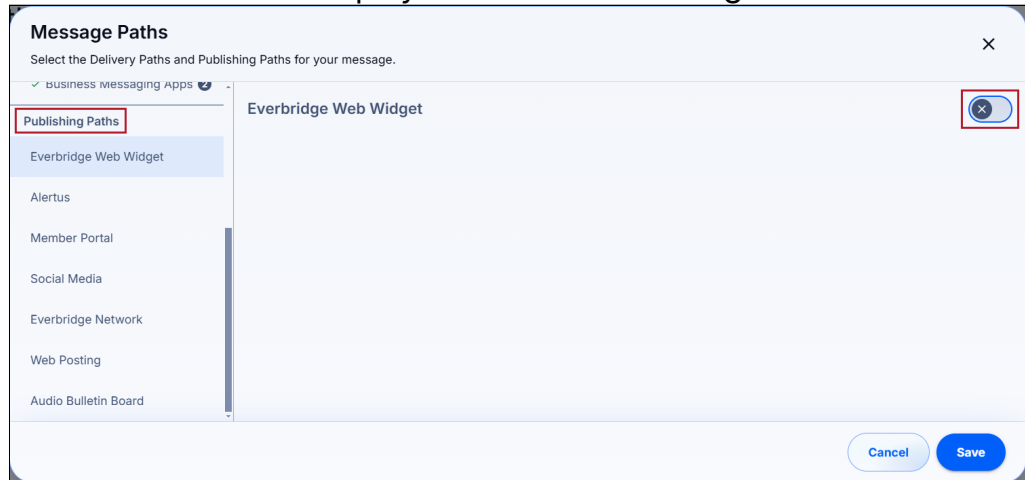 Message Paths
Select the Delivery Paths and Publishing Paths for your message.
Business Messaging Apps 2
Publishing Paths
Everbridge Web Widget
Everbridge Web Widget
Alertus
Member Portal
Social Media
Everbridge Network
Web Posting
Audio Bulletin Board
Cancel
Save